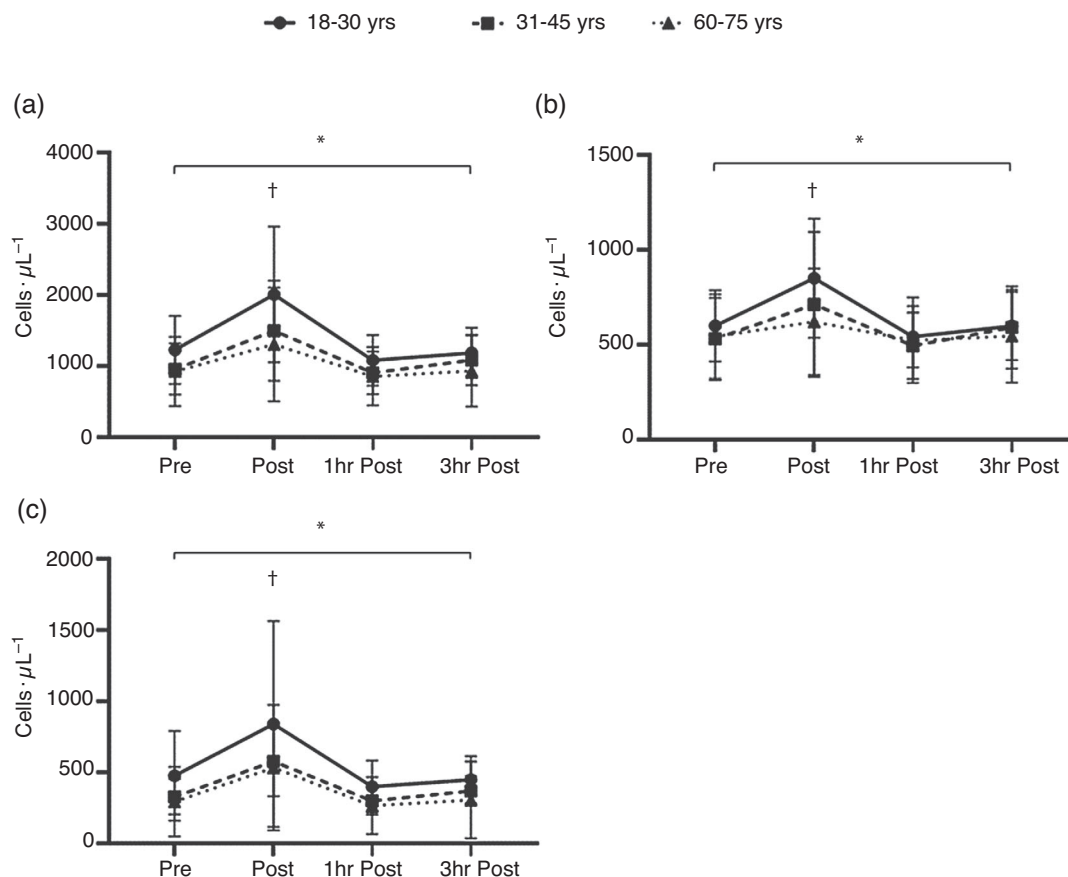 18-30 yrs 31-45 yrs 60-75 yrs
(a)
*
†
4000
3000
2000
1000
0
Cells·µL⁻¹
Pre Post 1hr Post 3hr Post
(b)
*
†
1500
1000
500
0
Cells·µL⁻¹
Pre Post 1hr Post 3hr Post
(c)
*
†
2000
1500
1000
500
0
Cells·µL⁻¹
Pre Post 1hr Post 3hr Post